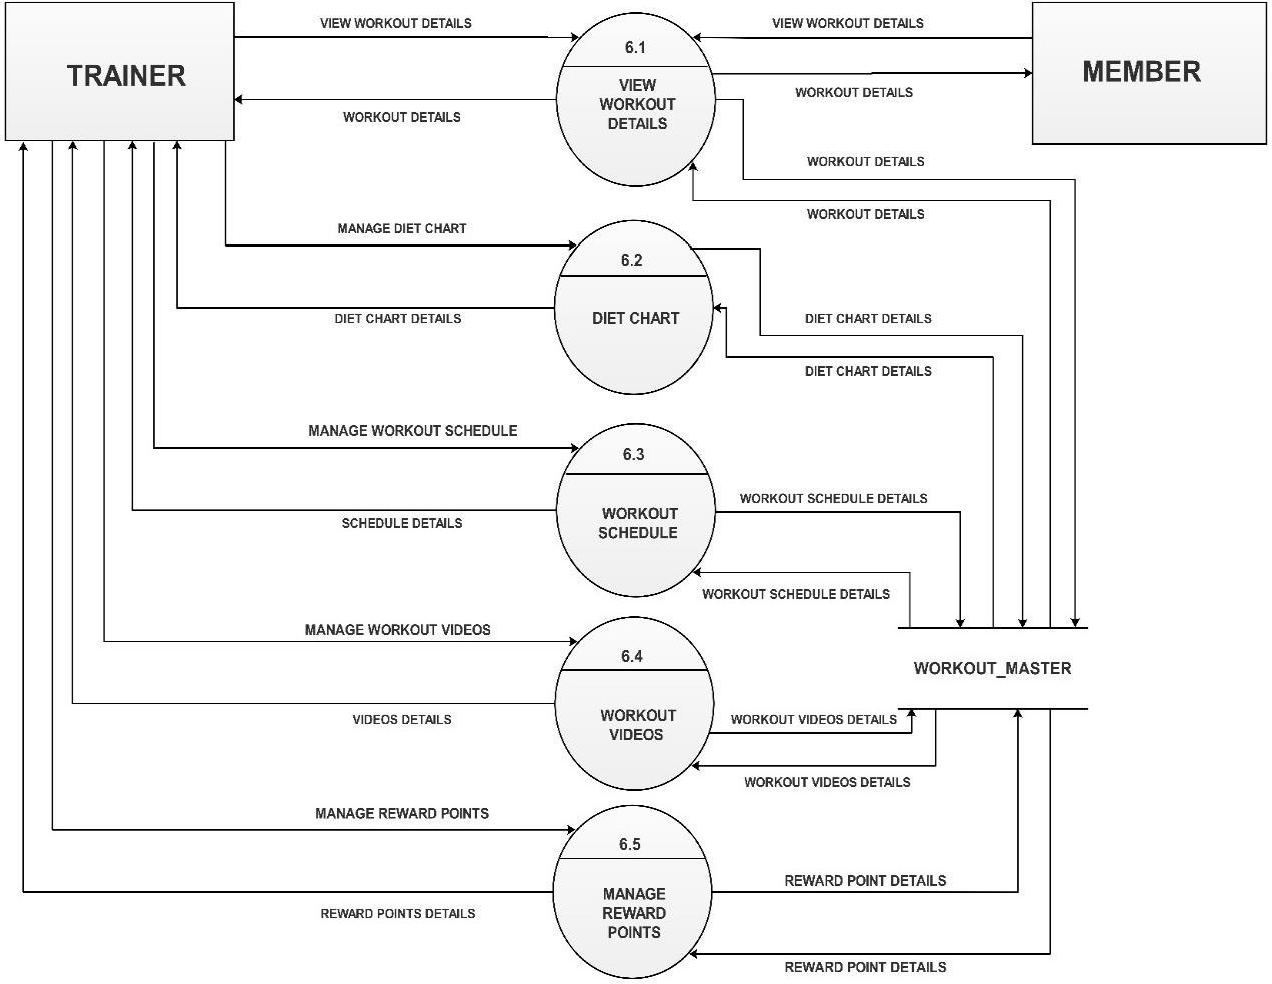 VIEW WORKOUT DETAILS
VIEW WORKOUT DETAILS
TRAINER
6.1
VIEW
WORKOUT
DETAILS
MEMBER
WORKOUT DETAILS
WORKOUT DETAILS
WORKOUT DETAILS
WORKOUT DETAILS
MANAGE DIET CHART
6.2
DIET CHART
DIET CHART DETAILS
DIET CHART DETAILS
DIET CHART DETAILS
MANAGE WORKOUT SCHEDULE
6.3
WORKOUT
SCHEDULE
WORKOUT SCHEDULE DETAILS
SCHEDULE DETAILS
WORKOUT SCHEDULE DETAILS
MANAGE WORKOUT VIDEOS
6.4
WORKOUT
VIDEOS
WORKOUT_MASTER
VIDEOS DETAILS
WORKOUT VIDEOS DETAILS
WORKOUT VIDEOS DETAILS
MANAGE REWARD POINTS
6.5
MANAGE
REWARD
POINTS
REWARD POINT DETAILS
REWARD POINTS DETAILS
REWARD POINT DETAILS